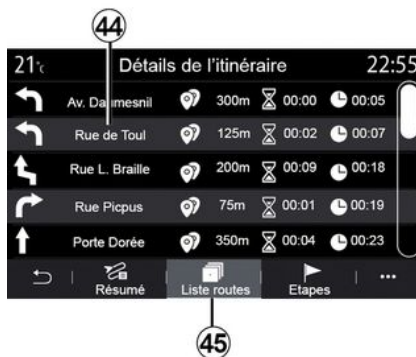 44
21°c Détails de l'itinéraire 22:55
Av. Daumesnil 300m 00:00 00:05
Rue de Toul 125m 00:02 00:07
Rue L. Braille 200m 00:09 00:18
Rue Picpus 75m 00:01 00:19
Porte Dorée 350m 00:04 00:23
Résumé Liste routes Etapes ...
45